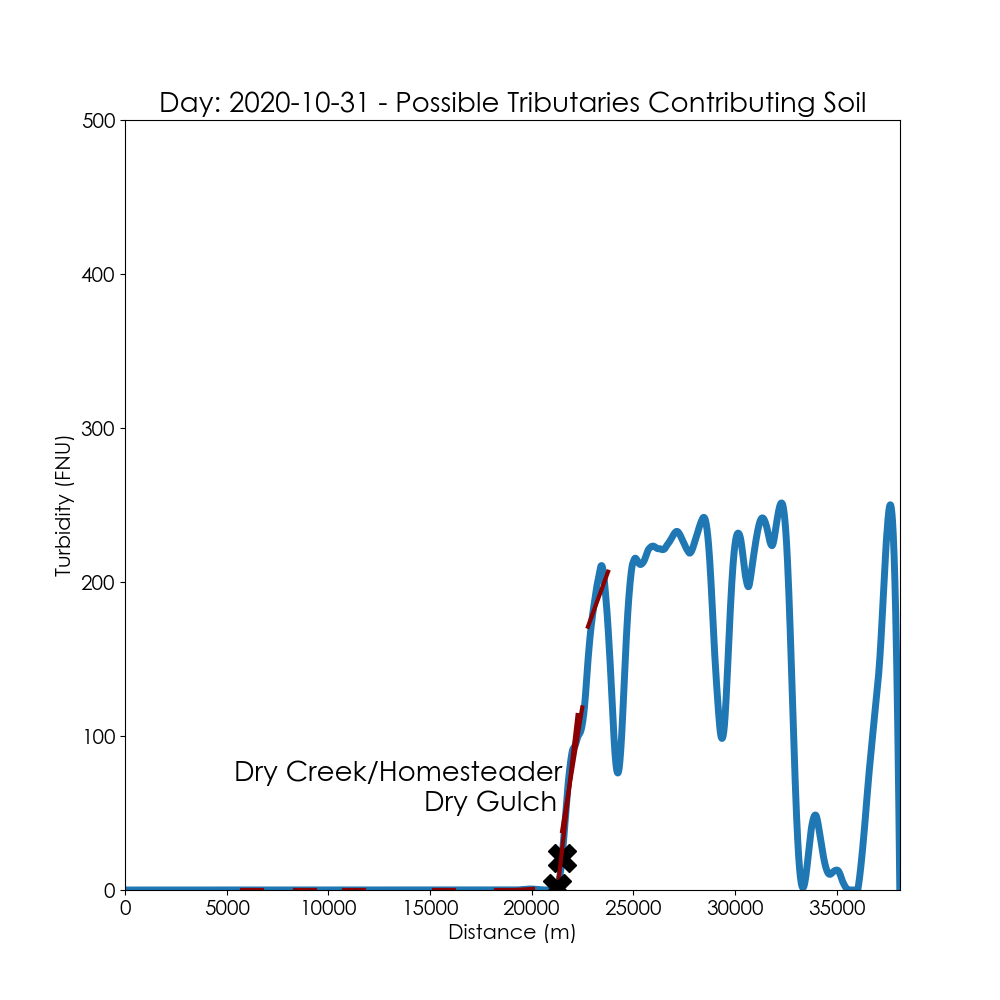 Day: 2020-10-31 - Possible Tributaries Contributing Soil
500
400
300
200
100
0
Turbidity (FNU)
Dry Creek/Homesteader
Dry Gulch
0 5000 10000 15000 20000 25000 30000 35000
Distance (m)